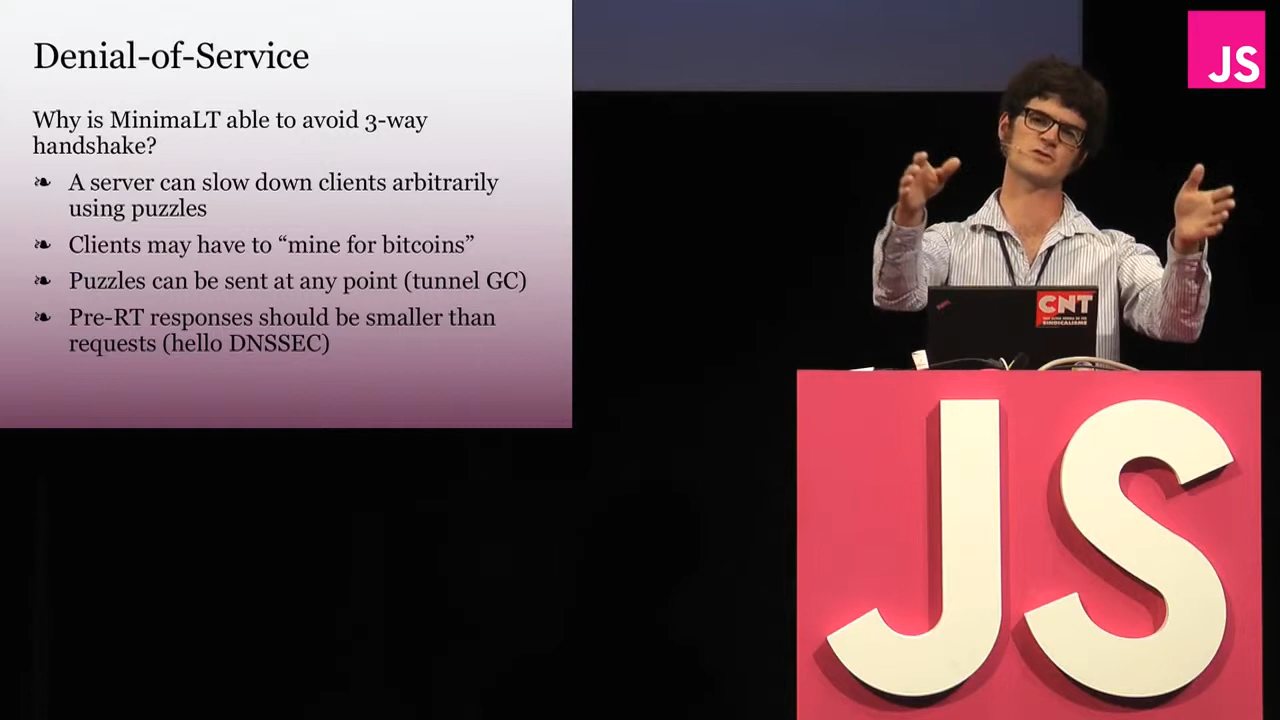 Denial-of-Service
Why is MinimaLT able to avoid 3-way
handshake?
❧ A server can slow down clients arbitrarily
using puzzles
❧ Clients may have to “mine for bitcoins”
❧ Puzzles can be sent at any point (tunnel GC)
❧ Pre-RT responses should be smaller than
requests (hello DNSSEC)
JS
CNT
SINDICALISME
JS